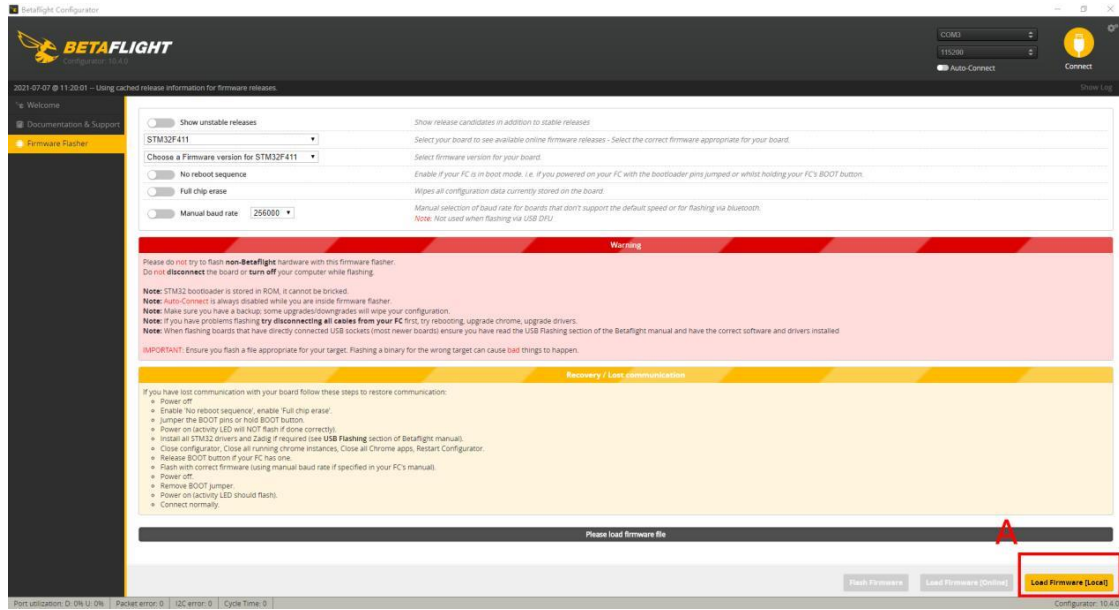 Betaflight Configurator
BETAFLIGHT
Configurator: 10.4.0
COM3
115200
Auto-Connect
Connect
2021-07-07 @ 11:20:01 -- Using cached release information for firmware releases.
Show Log
Welcome
Documentation & Support
Firmware Flasher
Show unstable releases
Show release candidates in addition to stable releases
STM32F411
Select your board to see available online firmware releases - Select the correct firmware appropriate for your board.
Choose a Firmware version for STM32F411
Select firmware version for your board.
No reboot sequence
Enable if your FC is in boot mode. i.e. if you powered on your FC with the bootloader pins jumped or whilst holding your FC's BOOT button.
Full chip erase
Wipes all configuration data currently stored on the board.
Manual baud rate 256000
Manual selection of baud rate for boards that don't support the default speed or for flashing via bluetooth.
Note: Not used when flashing via USB DFU
Warning
Please do not try to flash non-Betaflight hardware with this firmware flasher.
Do not disconnect the board or turn off your computer while flashing.
Note: STM32 bootloader is stored in ROM, it cannot be bricked.
Note: Auto-Connect is always disabled while you are inside firmware flasher.
Note: Make sure you have a backup; some upgrades/downgrades will wipe your configuration.
Note: If you have problems flashing try disconnecting all cables from your FC first, try rebooting, upgrade chrome, upgrade drivers.
Note: When flashing boards that have directly connected USB sockets (most newer boards) ensure you have read the USB Flashing section of the Betaflight manual and have the correct software and drivers installed
IMPORTANT: Ensure you flash a file appropriate for your target. Flashing a binary for the wrong target can cause bad things to happen.
Recovery / Lost communication
If you have lost communication with your board follow these steps to restore communication:
Power off
Enable 'No reboot sequence', enable 'Full chip erase'.
Jumper the BOOT pins or hold BOOT button.
Power on (activity LED will NOT flash if done correctly).
Install all STM32 drivers and Zadig if required (see USB Flashing section of Betaflight manual).
Close configurator, Close all running chrome instances, Close all Chrome apps, Restart Configurator.
Release BOOT button if your FC has one.
Flash with correct firmware (using manual baud rate if specified in your FC's manual).
Power off.
Remove BOOT jumper.
Power on (activity LED should flash).
Connect normally.
Please load firmware file
A
Flash Firmware
Load Firmware [Online]
Load Firmware [Local]
Port utilization: D: 0% U: 0%
Packet error: 0
I2C error: 0
Cycle Time: 0
Configurator: 10.4.0